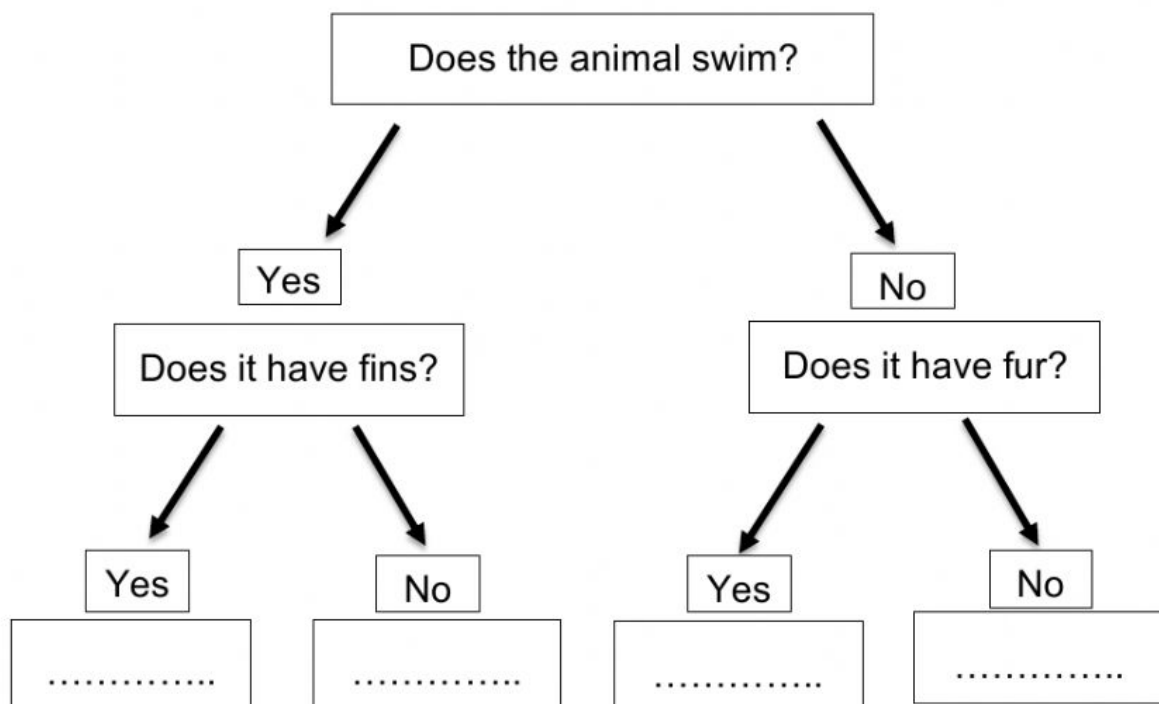 Does the animal swim?
Yes
No
Does it have fins?
Does it have fur?
Yes
No
Yes
No
…………..
…………..
…………..
…………..